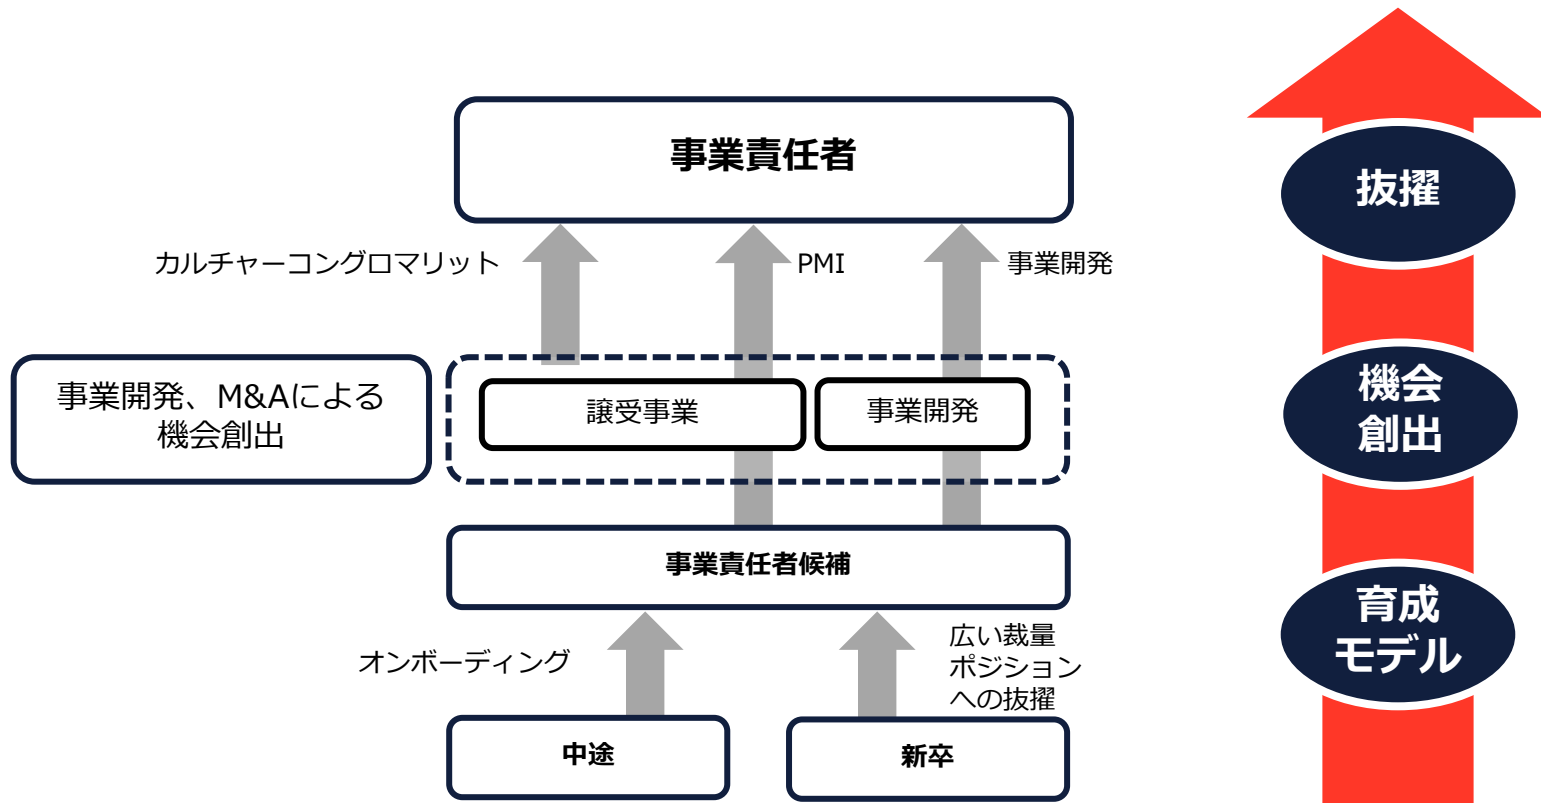 事業責任者
抜擢
カルチャーコングロマリット
PMI
事業開発
事業開発、M&Aによる
機会創出
譲受事業
事業開発
機会
創出
事業責任者候補
オンボーディング
広い裁量
ポジション
への抜擢
育成
モデル
中途
新卒